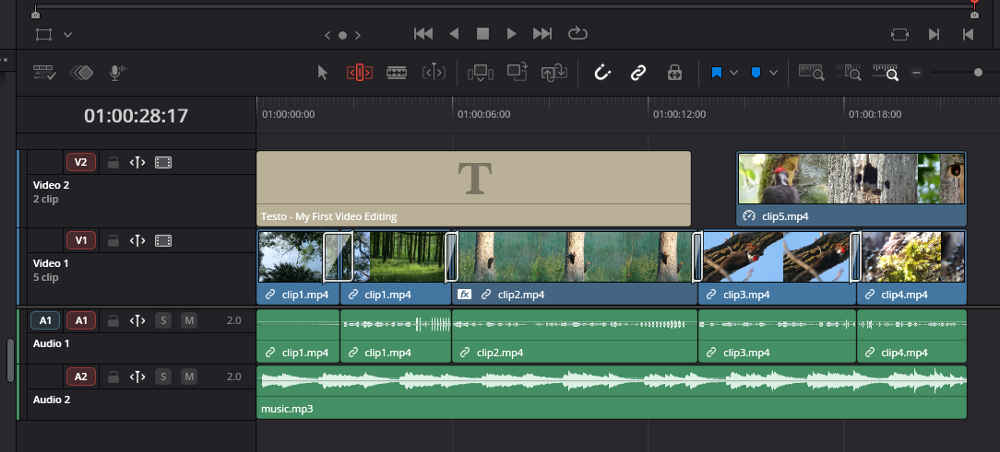 01:00:28:17
01:00:00:00
01:00:06:00
01:00:12:00
01:00:18:00
V2
Video 2
2 clip
T
Testo - My First Video Editing
clip5.mp4
V1
Video 1
5 clip
clip1.mp4
clip1.mp4
fx
clip2.mp4
clip3.mp4
clip4.mp4
A1
A1
S
M
2.0
Audio 1
clip1.mp4
clip1.mp4
clip2.mp4
clip3.mp4
clip4.mp4
A2
S
M
2.0
Audio 2
music.mp3